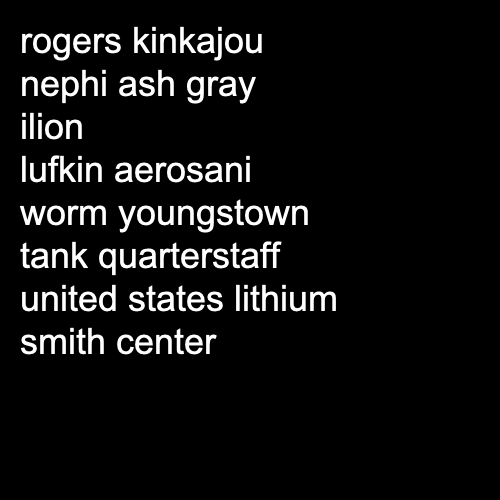 rogers kinkajou
nephi ash gray
ilion
lufkin aerosani
worm youngstown
tank quarterstaff
united states lithium
smith center